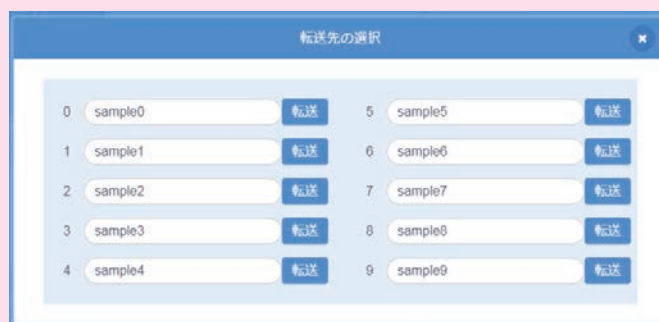 転送先の選択 ×
0 sample0 転送 5 sample5 転送
1 sample1 転送 6 sample6 転送
2 sample2 転送 7 sample7 転送
3 sample3 転送 8 sample8 転送
4 sample4 転送 9 sample9 転送